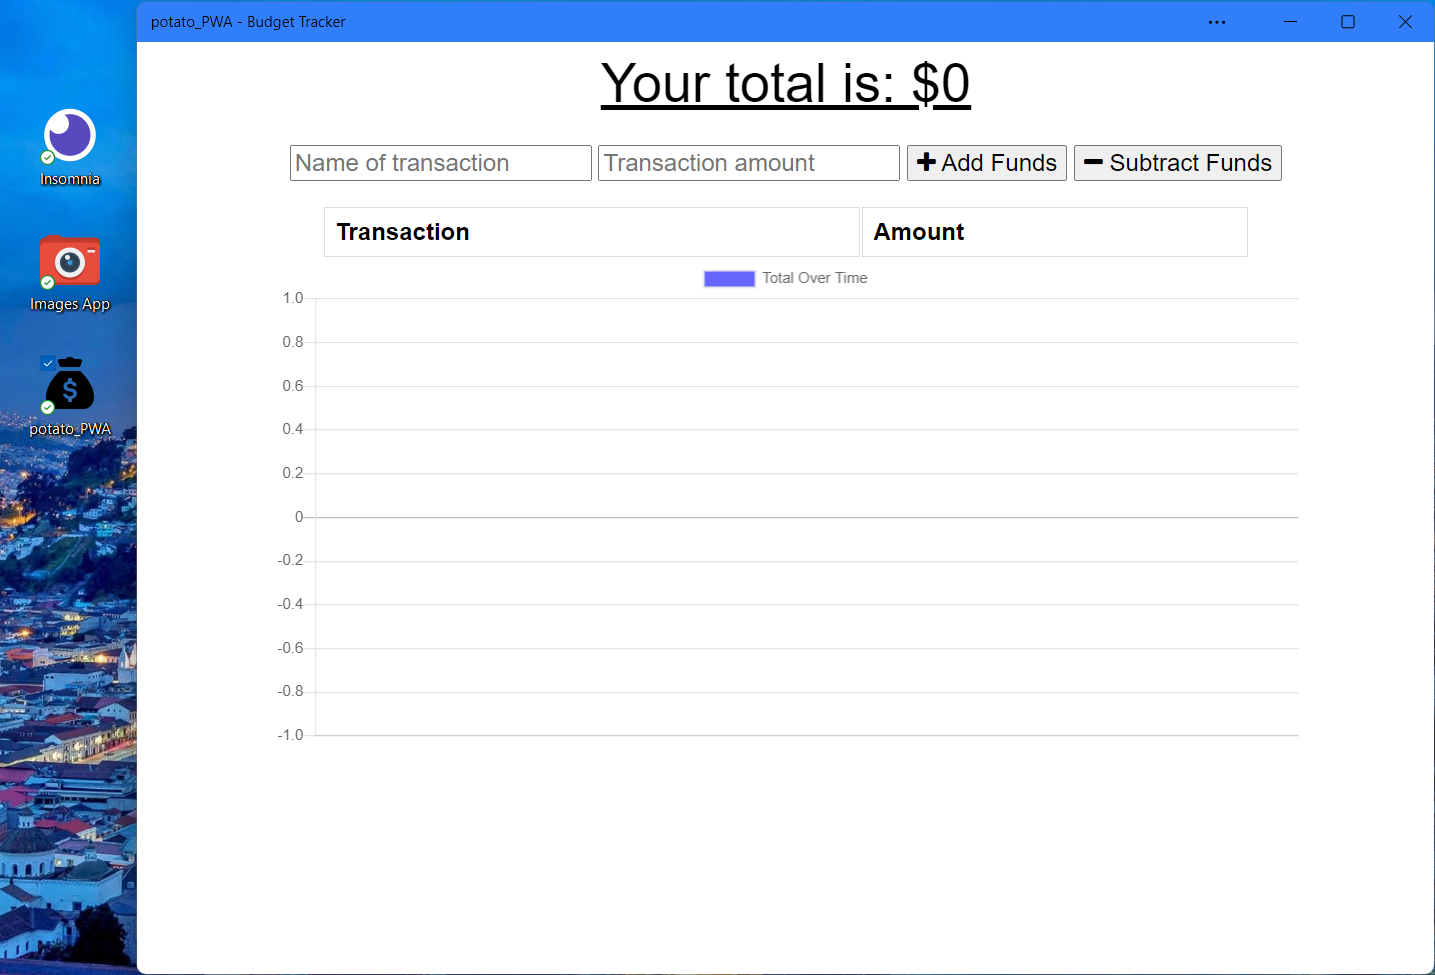 potato_PWA - Budget Tracker
Your total is: $0
Name of transaction
Transaction amount
Add Funds
Subtract Funds
Transaction
Amount
Total Over Time
1.0
0.8
0.6
0.4
0.2
0
-0.2
-0.4
-0.6
-0.8
-1.0
Insomnia
Images App
$
potato_PWA